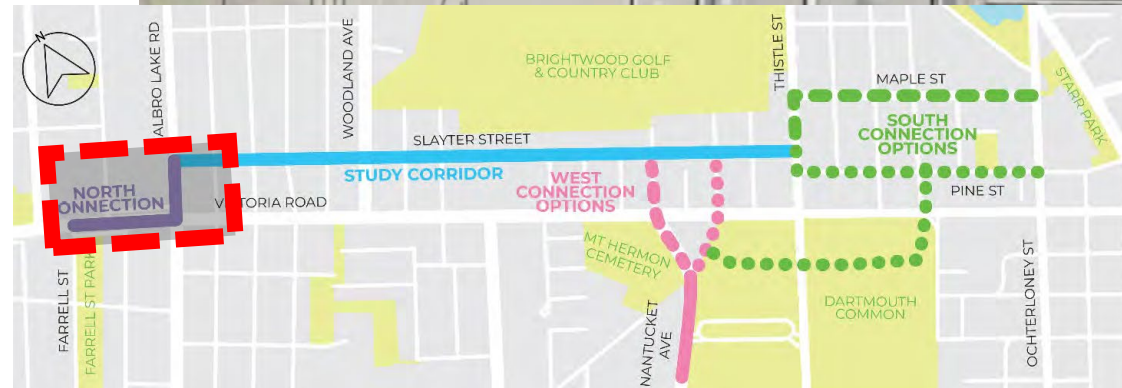 N
ALBRO LAKE RD
WOODLAND AVE
BRIGHTWOOD GOLF
& COUNTRY CLUB
THISTLE ST
MAPLE ST
STARR PARK
SLAYTER STREET
SOUTH
CONNECTION
OPTIONS
STUDY CORRIDOR
WEST
CONNECTION
OPTIONS
PINE ST
NORTH
ONNECTION
V TORIA ROAD
MT HERMON
CEMETERY
FARRELL ST
FARRELL ST PARK
NANTUCKET
AVE
DARTMOUTH
COMMON
OCHTERLONEY ST